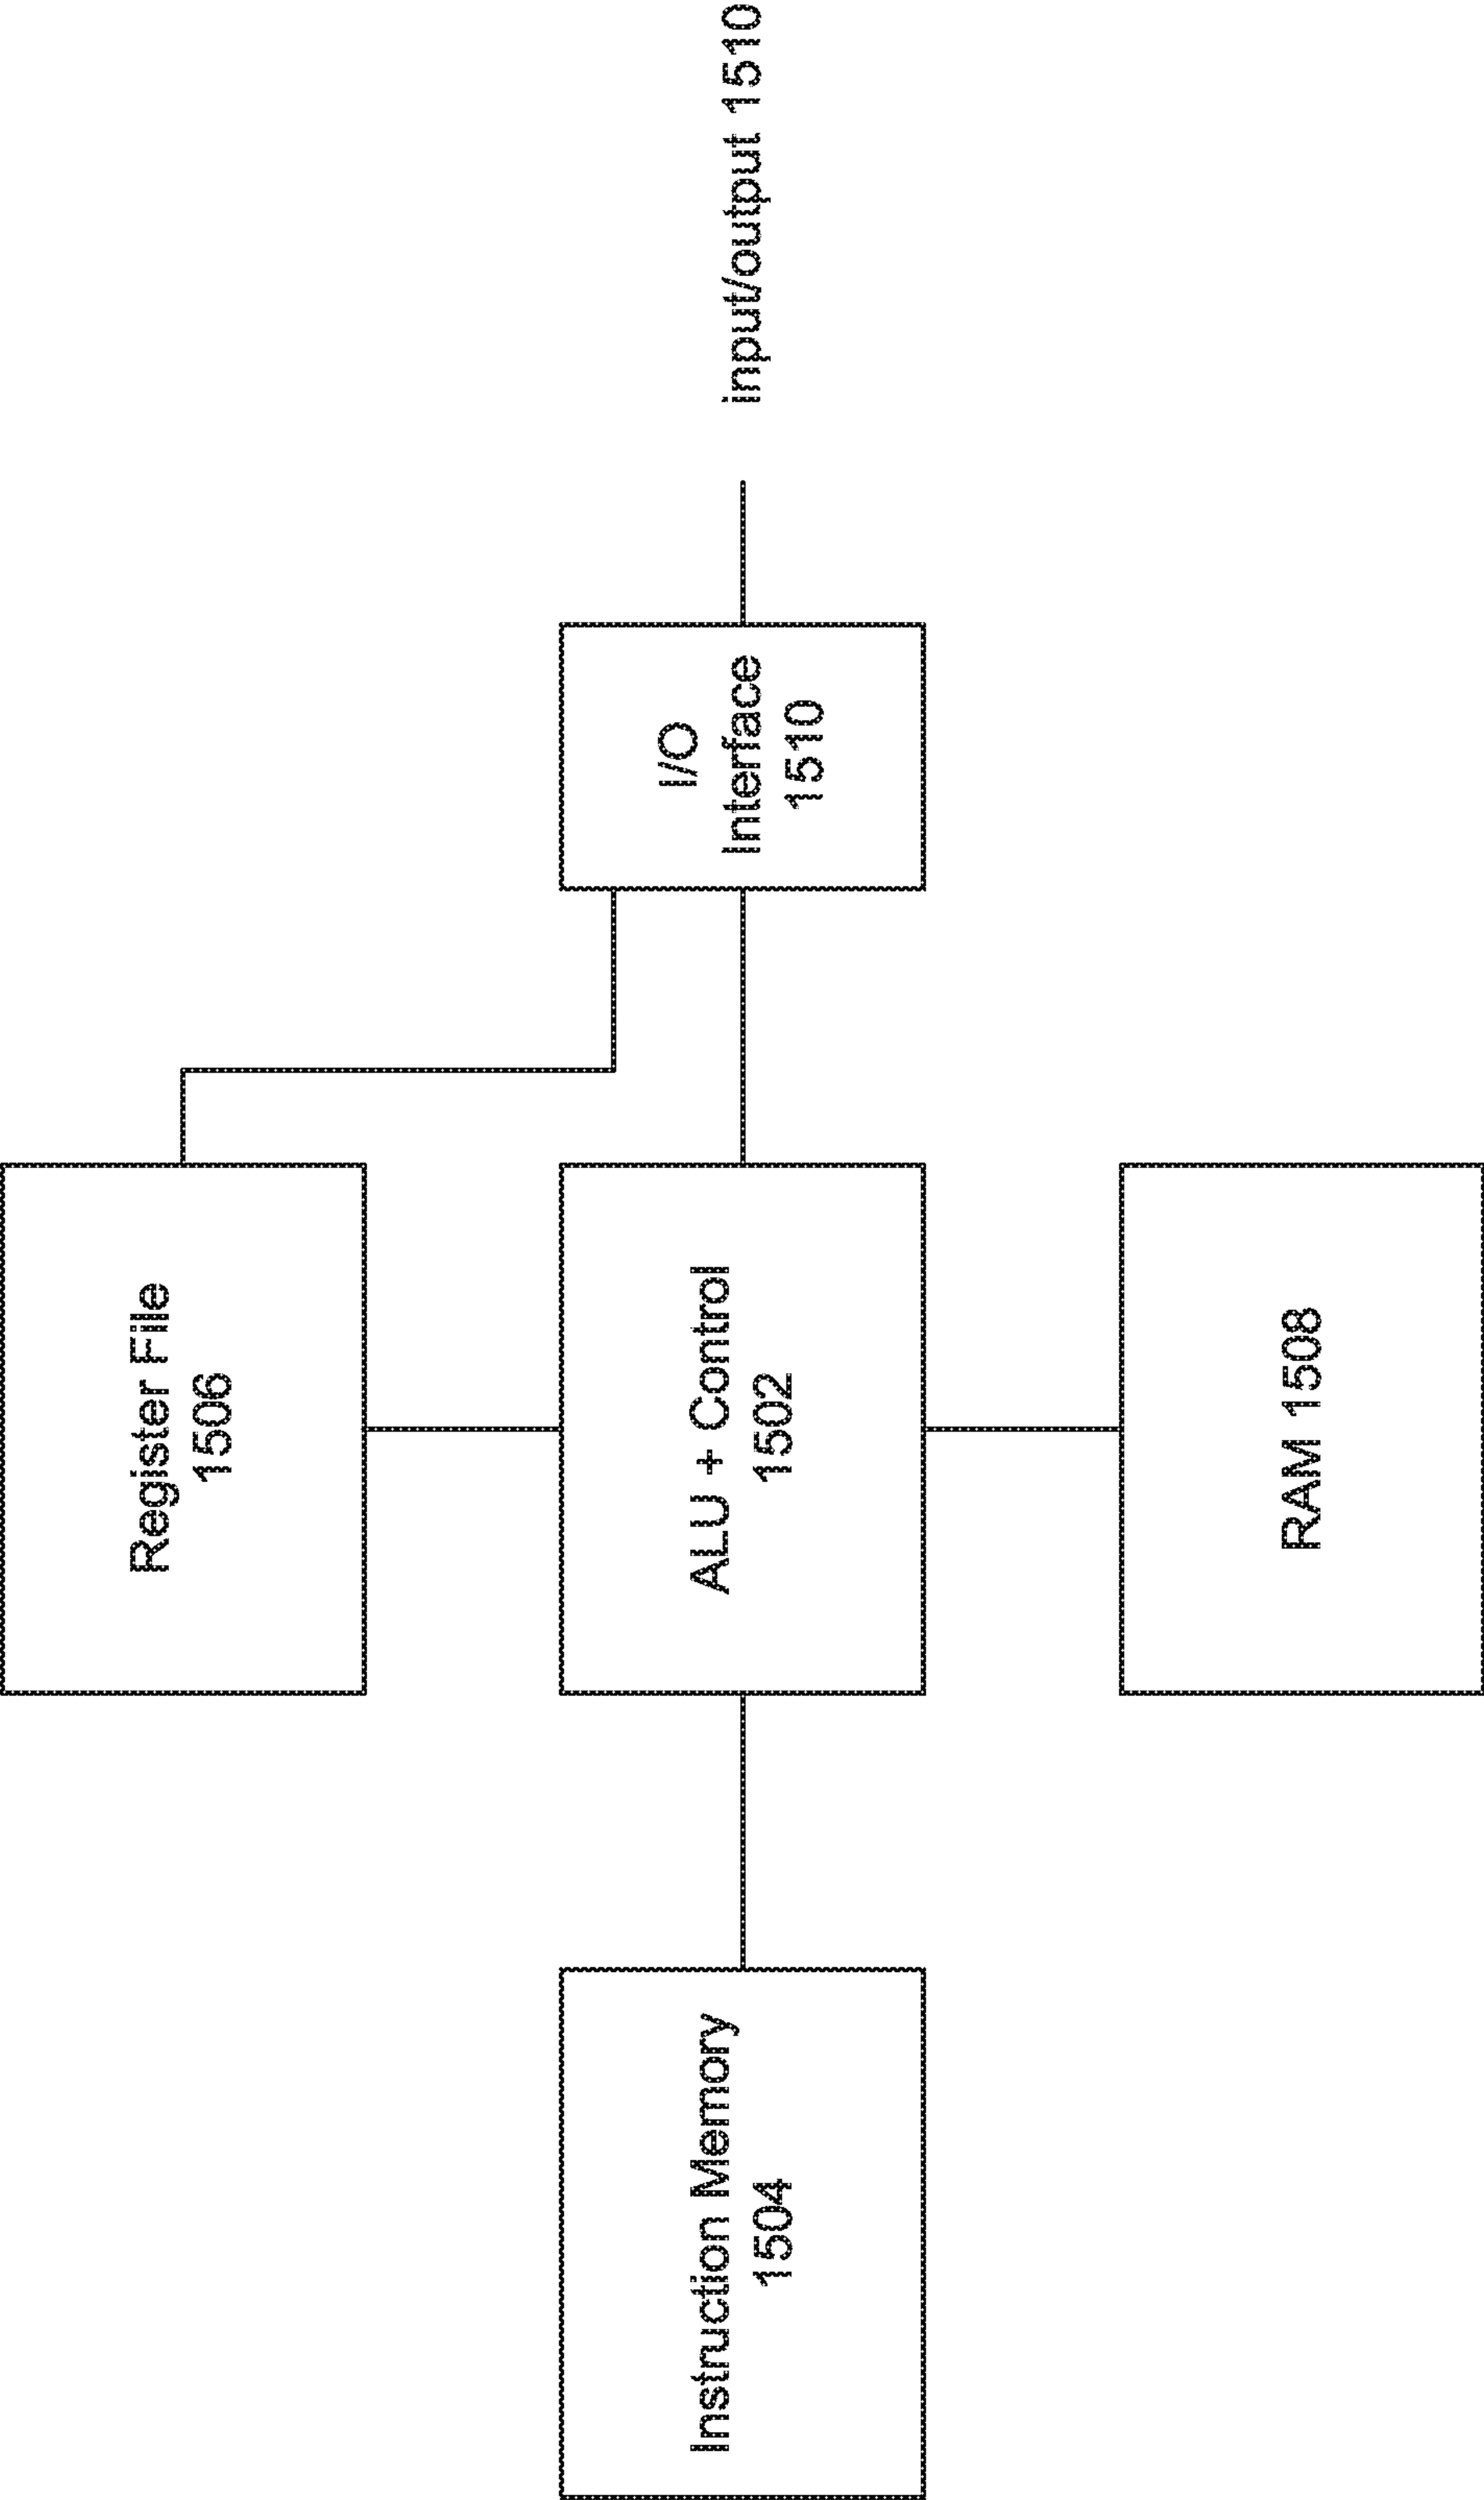 Register File
1506
Instruction Memory
1504
ALU + Control
1502
I/O
Interface
1510
input/output 1510
RAM 1508